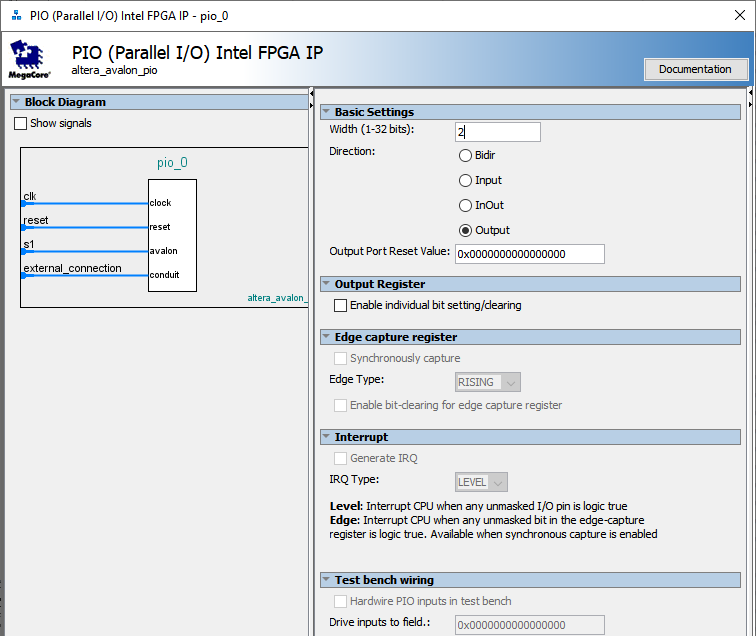 PIO (Parallel I/O) Intel FPGA IP - pio_0
PIO (Parallel I/O) Intel FPGA IP
altera_avalon_pio
MegaCore®
Documentation
Block Diagram
Show signals
pio_0
clk
clock
reset
reset
s1
avalon
external_connection
conduit
altera_avalon_
Basic Settings
Width (1-32 bits):
2
Direction:
Bidir
Input
InOut
Output
Output Port Reset Value:
0x0000000000000000
Output Register
Enable individual bit setting/clearing
Edge capture register
Synchronously capture
Edge Type:
RISING
Enable bit-clearing for edge capture register
Interrupt
Generate IRQ
IRQ Type:
LEVEL
Level: Interrupt CPU when any unmasked I/O pin is logic true
Edge: Interrupt CPU when any unmasked bit in the edge-capture
register is logic true. Available when synchronous capture is enabled
Test bench wiring
Hardwire PIO inputs in test bench
Drive inputs to field.:
0x0000000000000000